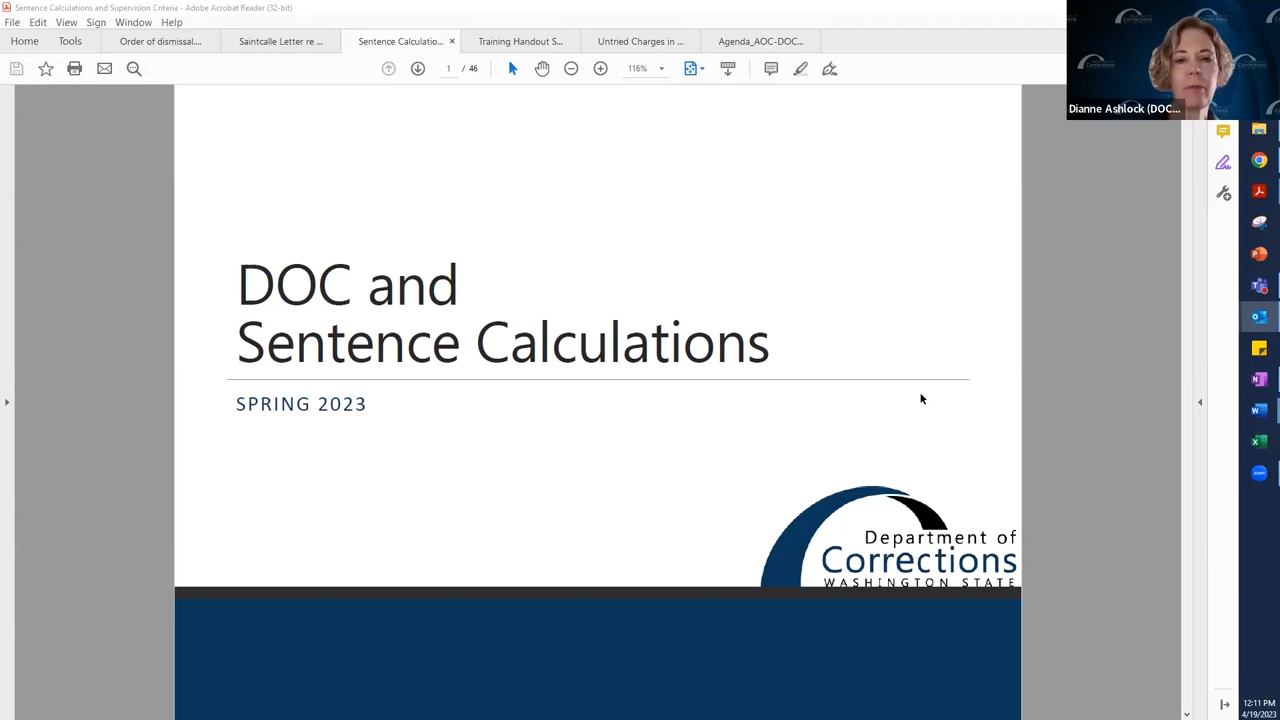 Sentence Calculations and Supervision Criteria - Adobe Acrobat Reader (32-bit)
File Edit View Sign Window Help
Home Tools Order of dismissal.... Saintcalle Letter re ... Sentence Calculatio... × Training Handout S... Untried Charges in ... Agenda_AOC-DOC...
1 / 46 116%
Corrections
Corrections
Dianne Ashlock (DOC...
DOC and
Sentence Calculations
SPRING 2023
Department of
Corrections
WASHINGTON STATE
12:11 PM
4/19/2023